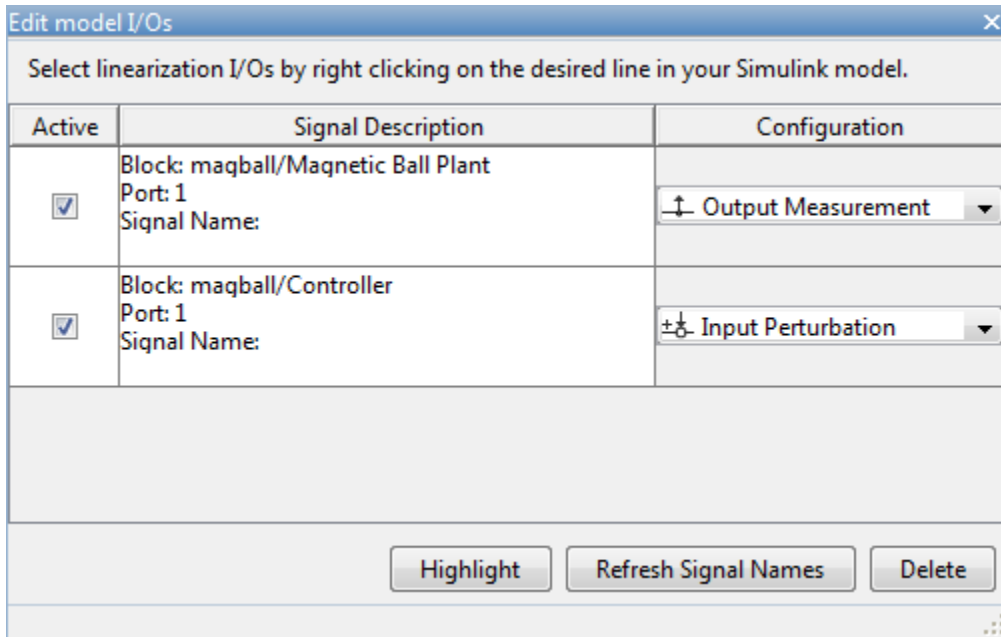 Edit model I/Os
Select linearization I/Os by right clicking on the desired line in your Simulink model.
Active Signal Description Configuration
Block: magball/Magnetic Ball Plant
Port: 1
Signal Name:
Output Measurement
Block: magball/Controller
Port: 1
Signal Name:
Input Perturbation
Highlight Refresh Signal Names Delete